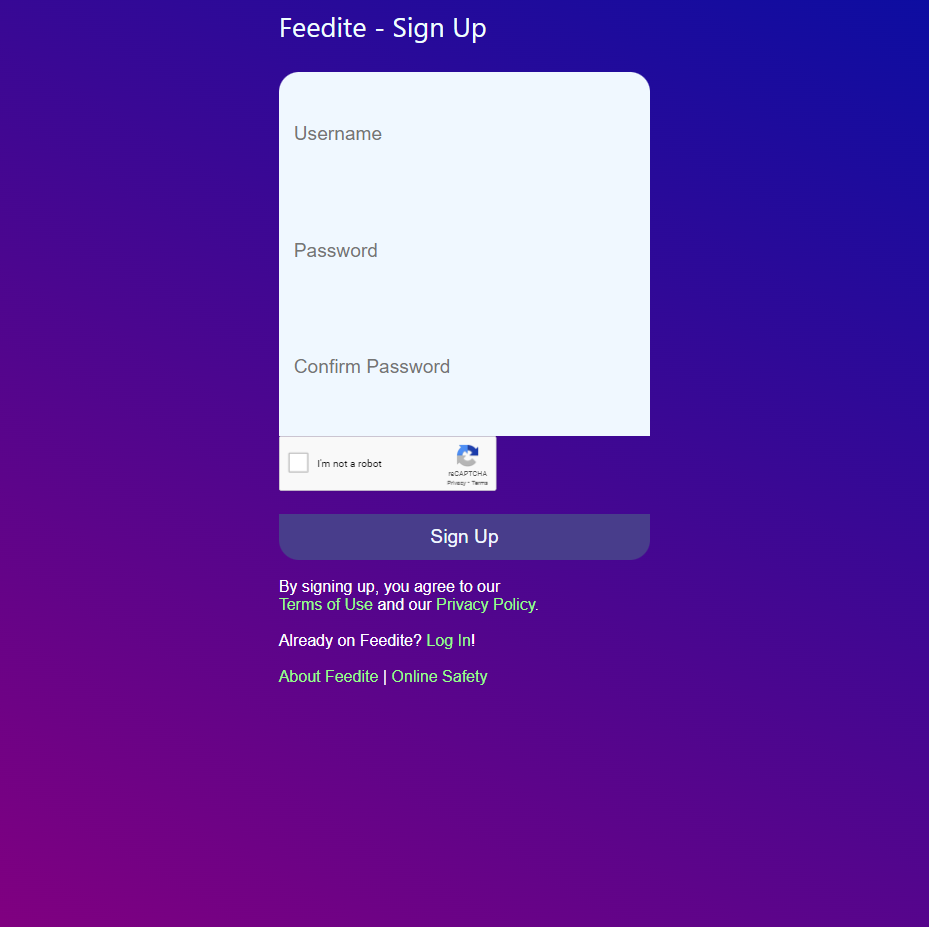 Feedite - Sign Up
Username
Password
Confirm Password
I'm not a robot
reCAPTCHA
Privacy - Terms
Sign Up
By signing up, you agree to our
Terms of Use and our Privacy Policy.
Already on Feedite? Log In!
About Feedite | Online Safety